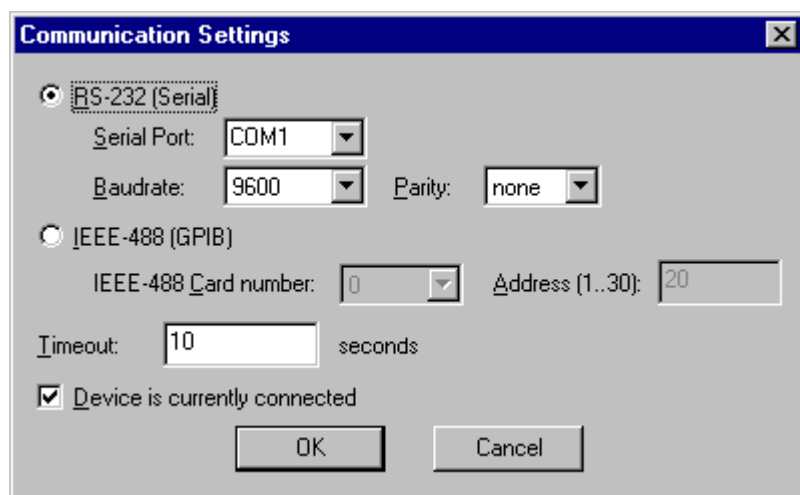 Communication Settings
RS-232 (Serial)
Serial Port: COM1
Baudrate: 9600 Parity: none
IEEE-488 (GPIB)
IEEE-488 Card number: 0 Address (1..30): 20
Timeout: 10 seconds
Device is currently connected
OK Cancel